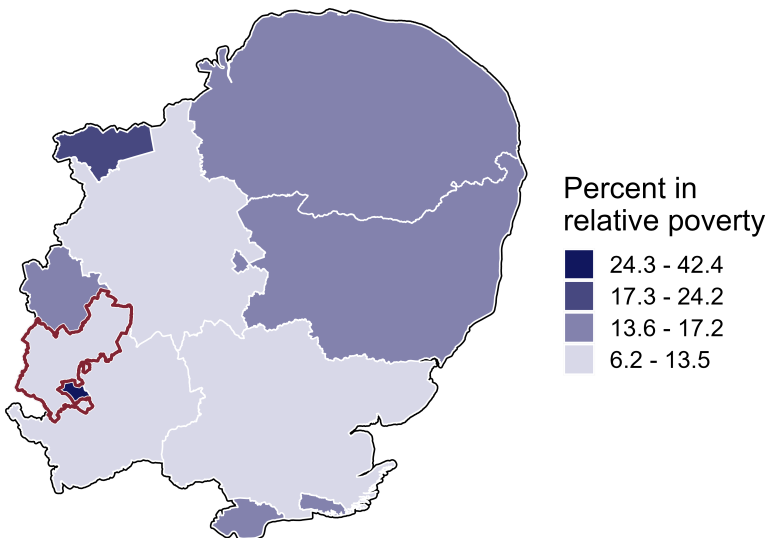 Percent in
relative poverty
24.3 - 42.4
17.3 - 24.2
13.6 - 17.2
6.2 - 13.5